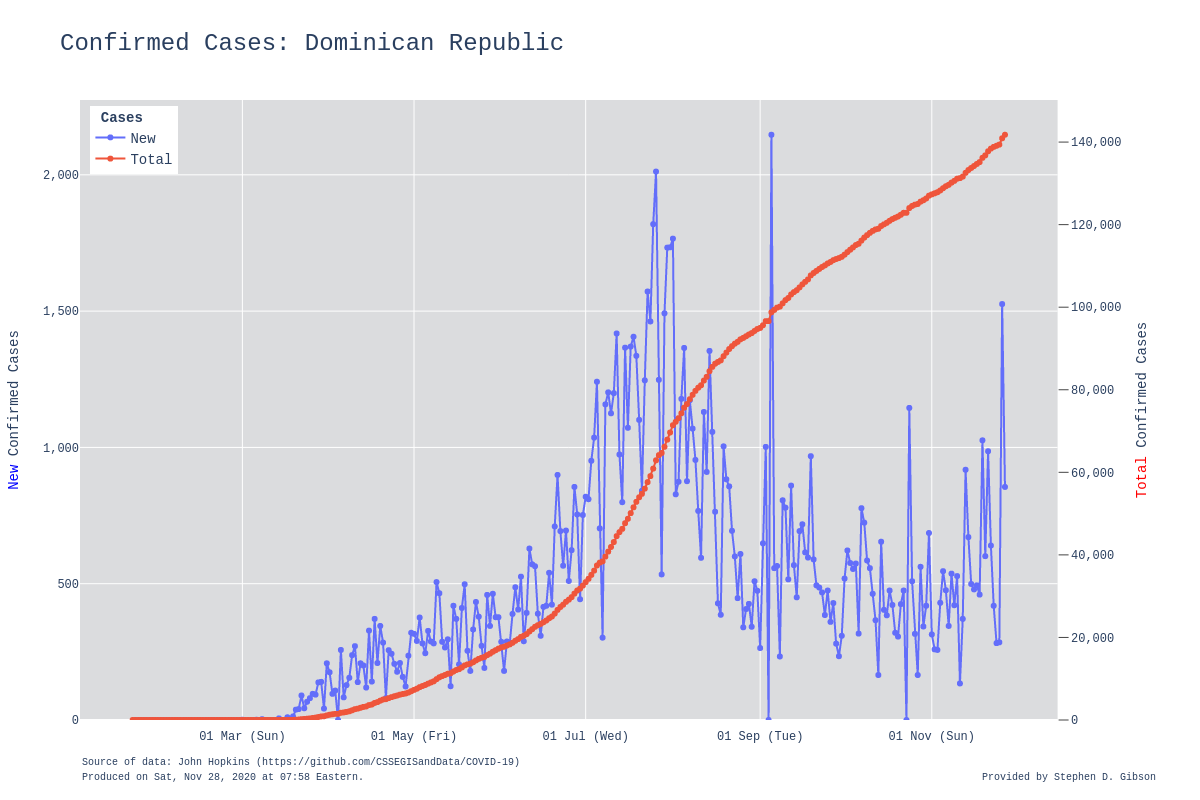 Confirmed Cases: Dominican Republic
Cases
New
Total
2,000
1,500
1,000
500
0
New Confirmed Cases
140,000
120,000
100,000
80,000
60,000
40,000
20,000
0
Total Confirmed Cases
01 Mar (Sun)
01 May (Fri)
01 Jul (Wed)
01 Sep (Tue)
01 Nov (Sun)
Source of data: John Hopkins (https://github.com/CSSEGISandData/COVID-19)
Produced on Sat, Nov 28, 2020 at 07:58 Eastern.
Provided by Stephen D. Gibson